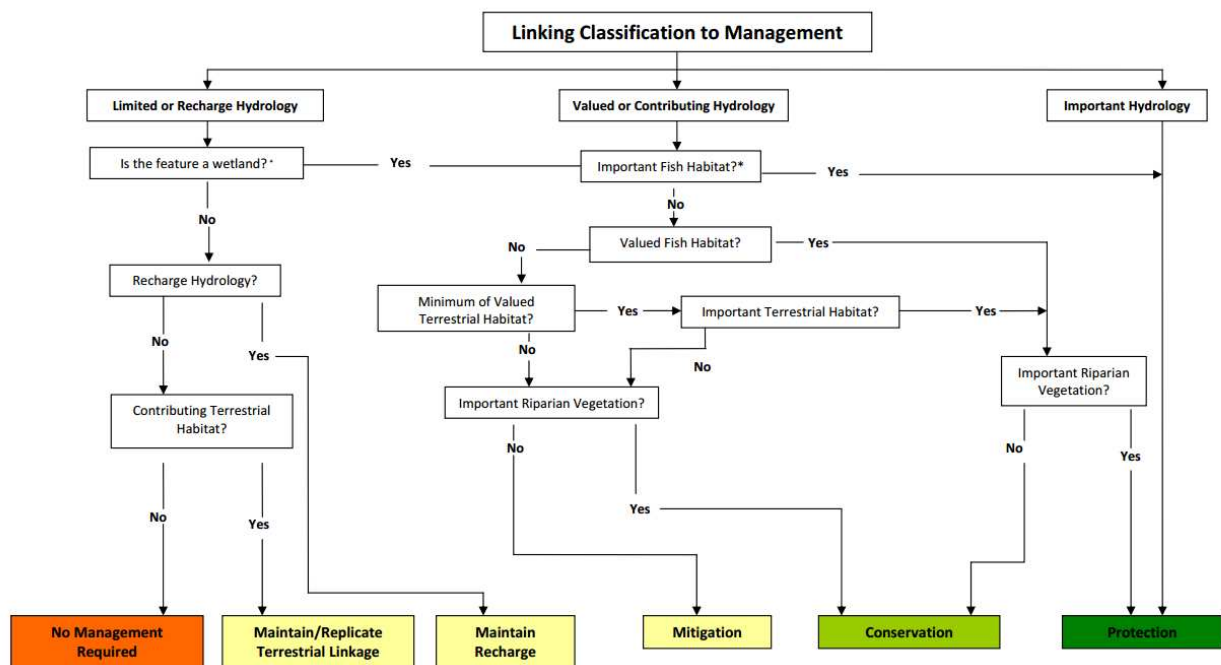 Linking Classification to Management
Limited or Recharge Hydrology
Valued or Contributing Hydrology
Important Hydrology
Is the feature a wetland?*
Yes
Important Fish Habitat?*
Yes
No
No
Valued Fish Habitat?
Yes
No
Recharge Hydrology?
Minimum of Valued
Terrestrial Habitat?
Yes
Important Terrestrial Habitat?
Yes
No
Yes
No
No
Important Riparian
Vegetation?
Contributing Terrestrial
Habitat?
Important Riparian Vegetation?
No
No
Yes
No
Yes
Yes
No Management
Required
Maintain/Replicate
Terrestrial Linkage
Maintain
Recharge
Mitigation
Conservation
Protection